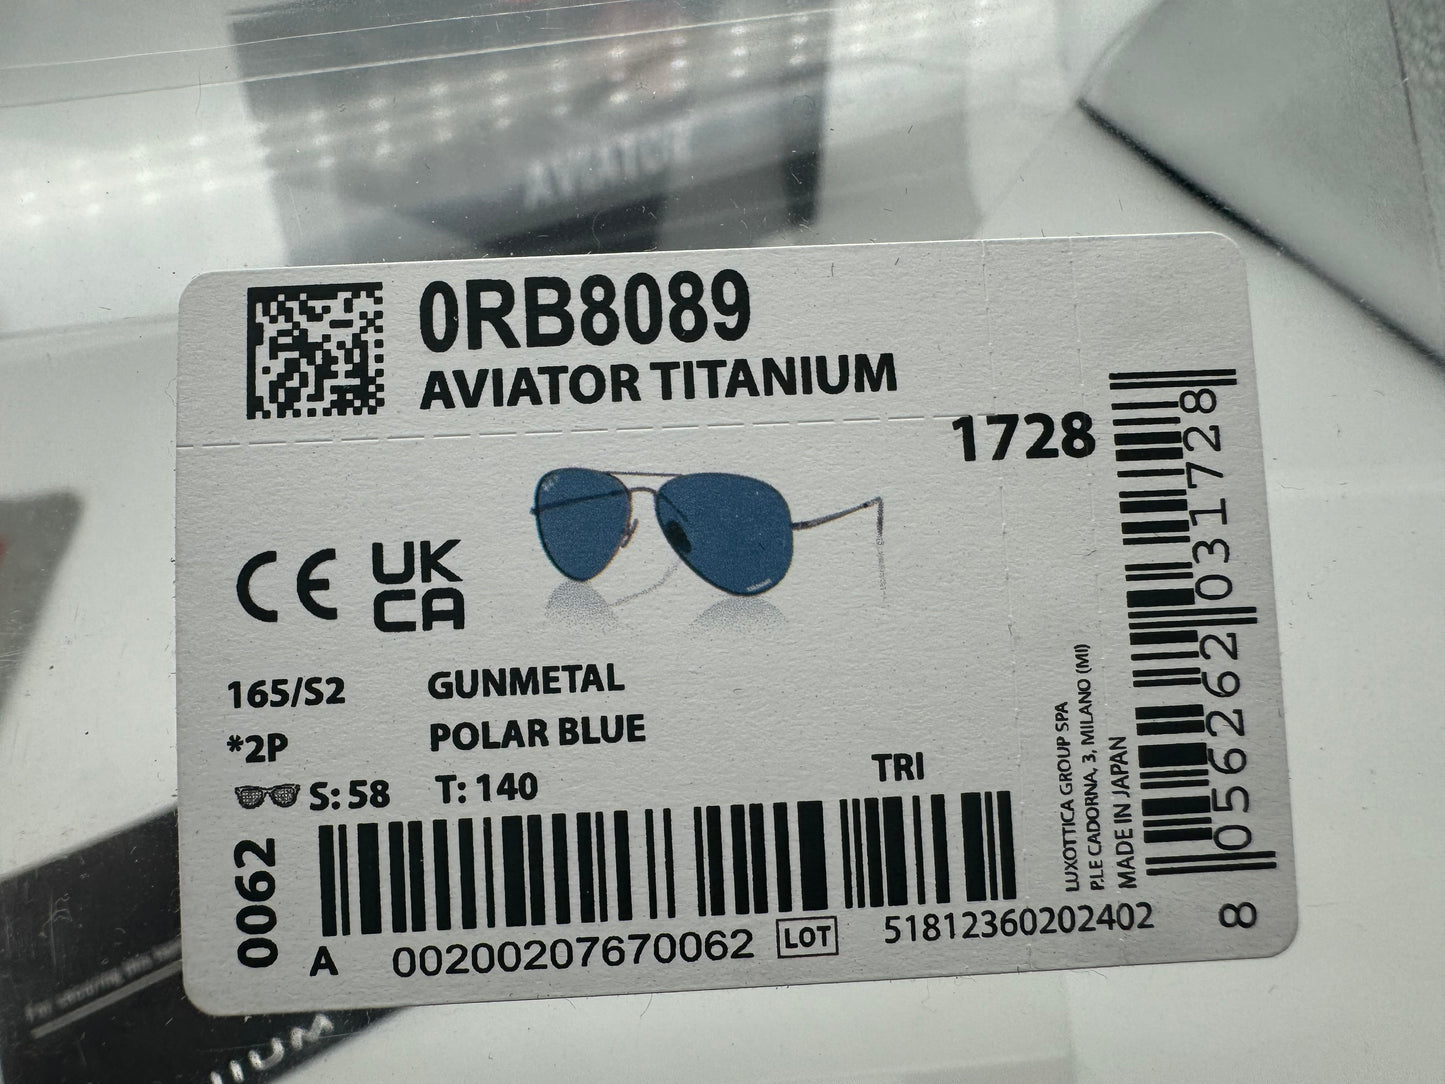 AVIATOR
0RB8089
AVIATOR TITANIUM
1728
CE
UK
CA
165/S2
GUNMETAL
*2P
POLAR BLUE
S: 58
T: 140
TRI
0062
A
00200207670062
LOT
51812360202402
LUXOTTICA GROUP SPA
P.LE CADORNA, 3, MILANO (MI)
MADE IN JAPAN
8 056262 031728